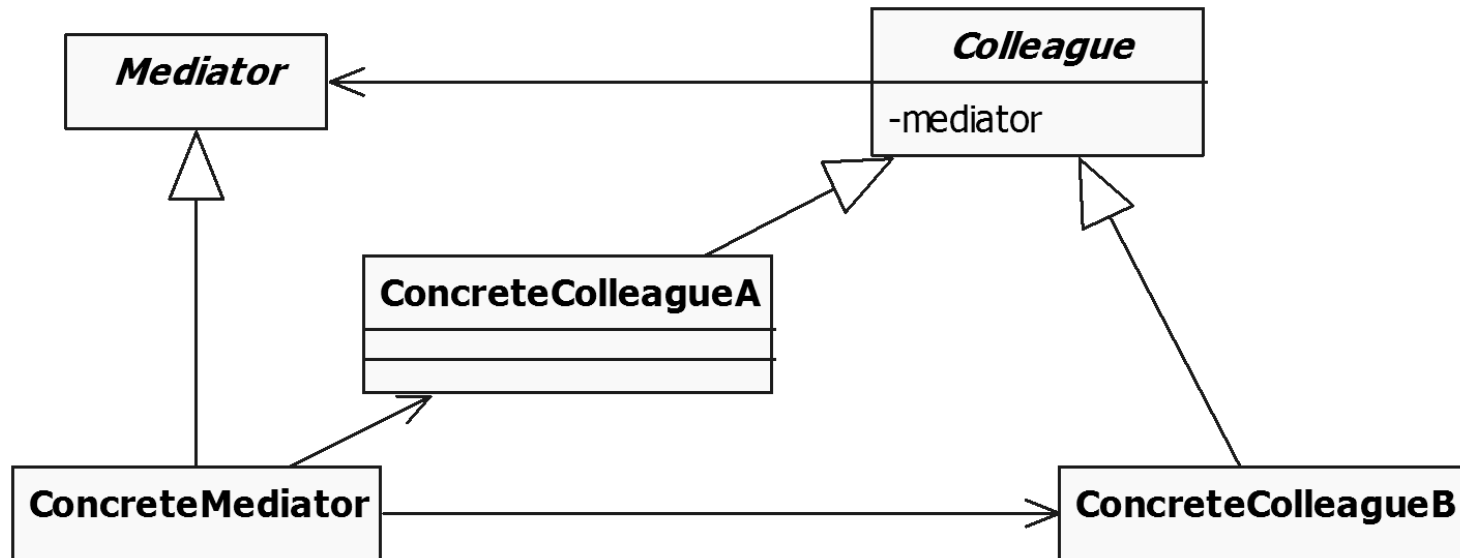 Mediator
Colleague
-mediator
ConcreteColleagueA
ConcreteMediator
ConcreteColleagueB